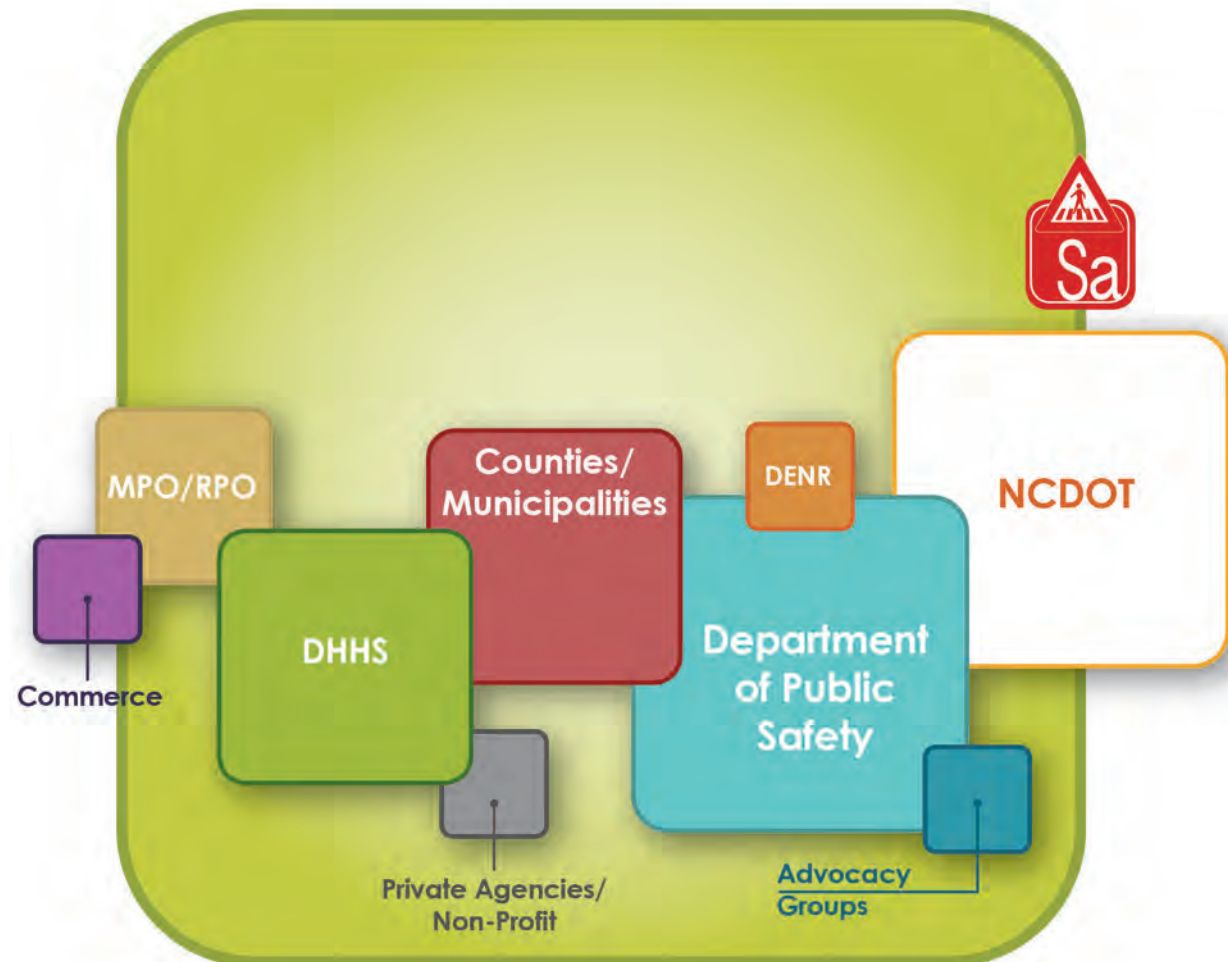 Sa
MPO/RPO
Counties/
Municipalities
DENR
NCDOT
DHHS
Department
of Public
Safety
Commerce
Private Agencies/
Non-Profit
Advocacy
Groups